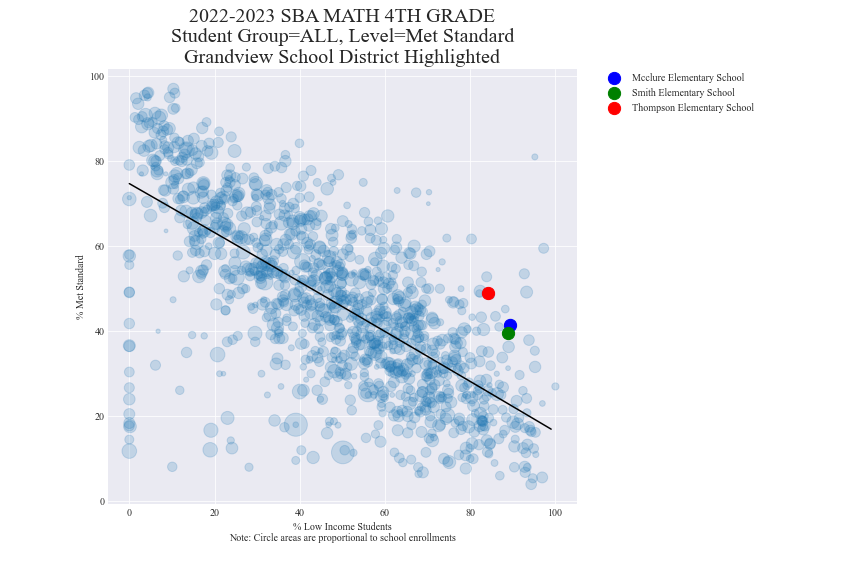 2022-2023 SBA MATH 4TH GRADE
Student Group=ALL, Level=Met Standard
Grandview School District Highlighted
Mcclure Elementary School
Smith Elementary School
Thompson Elementary School
% Met Standard
100
80
60
40
20
0
0 20 40 60 80 100
% Low Income Students
Note: Circle areas are proportional to school enrollments